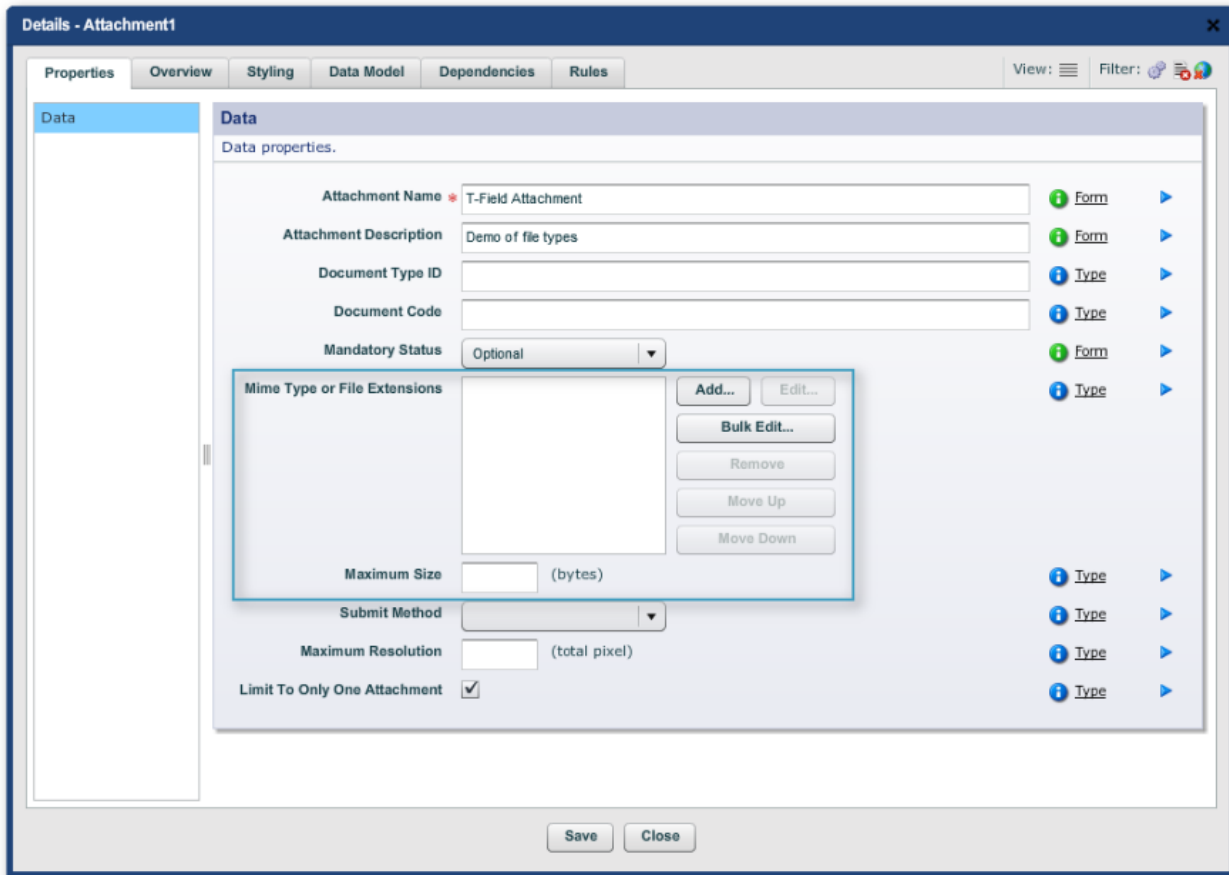 Details - Attachment1
Properties Overview Styling Data Model Dependencies Rules View: Filter:
Data
Data
Data properties.
Attachment Name * T-Field Attachment Form
Attachment Description Demo of file types Form
Document Type ID Type
Document Code Type
Mandatory Status Optional Form
Mime Type or File Extensions Add... Edit... Type
Bulk Edit...
Remove
Move Up
Move Down
Maximum Size (bytes) Type
Submit Method Type
Maximum Resolution (total pixel) Type
Limit To Only One Attachment Type
Save Close